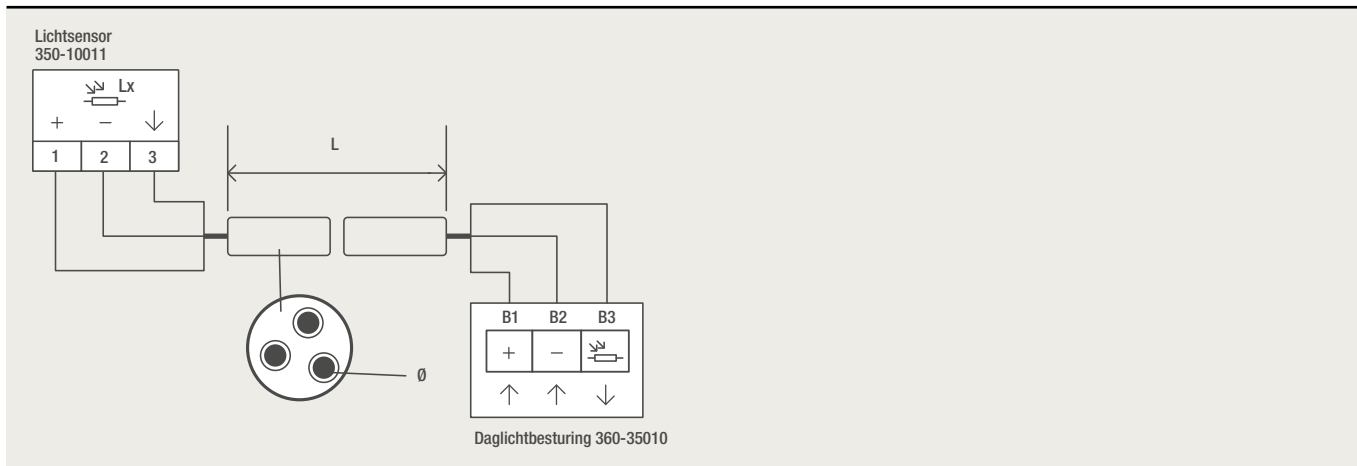 Lichtsensor
350-10011
Lx
+ −
1 2 3
L
B1 B2 B3
+ −
Ø
Daglichtbesturing 360-35010